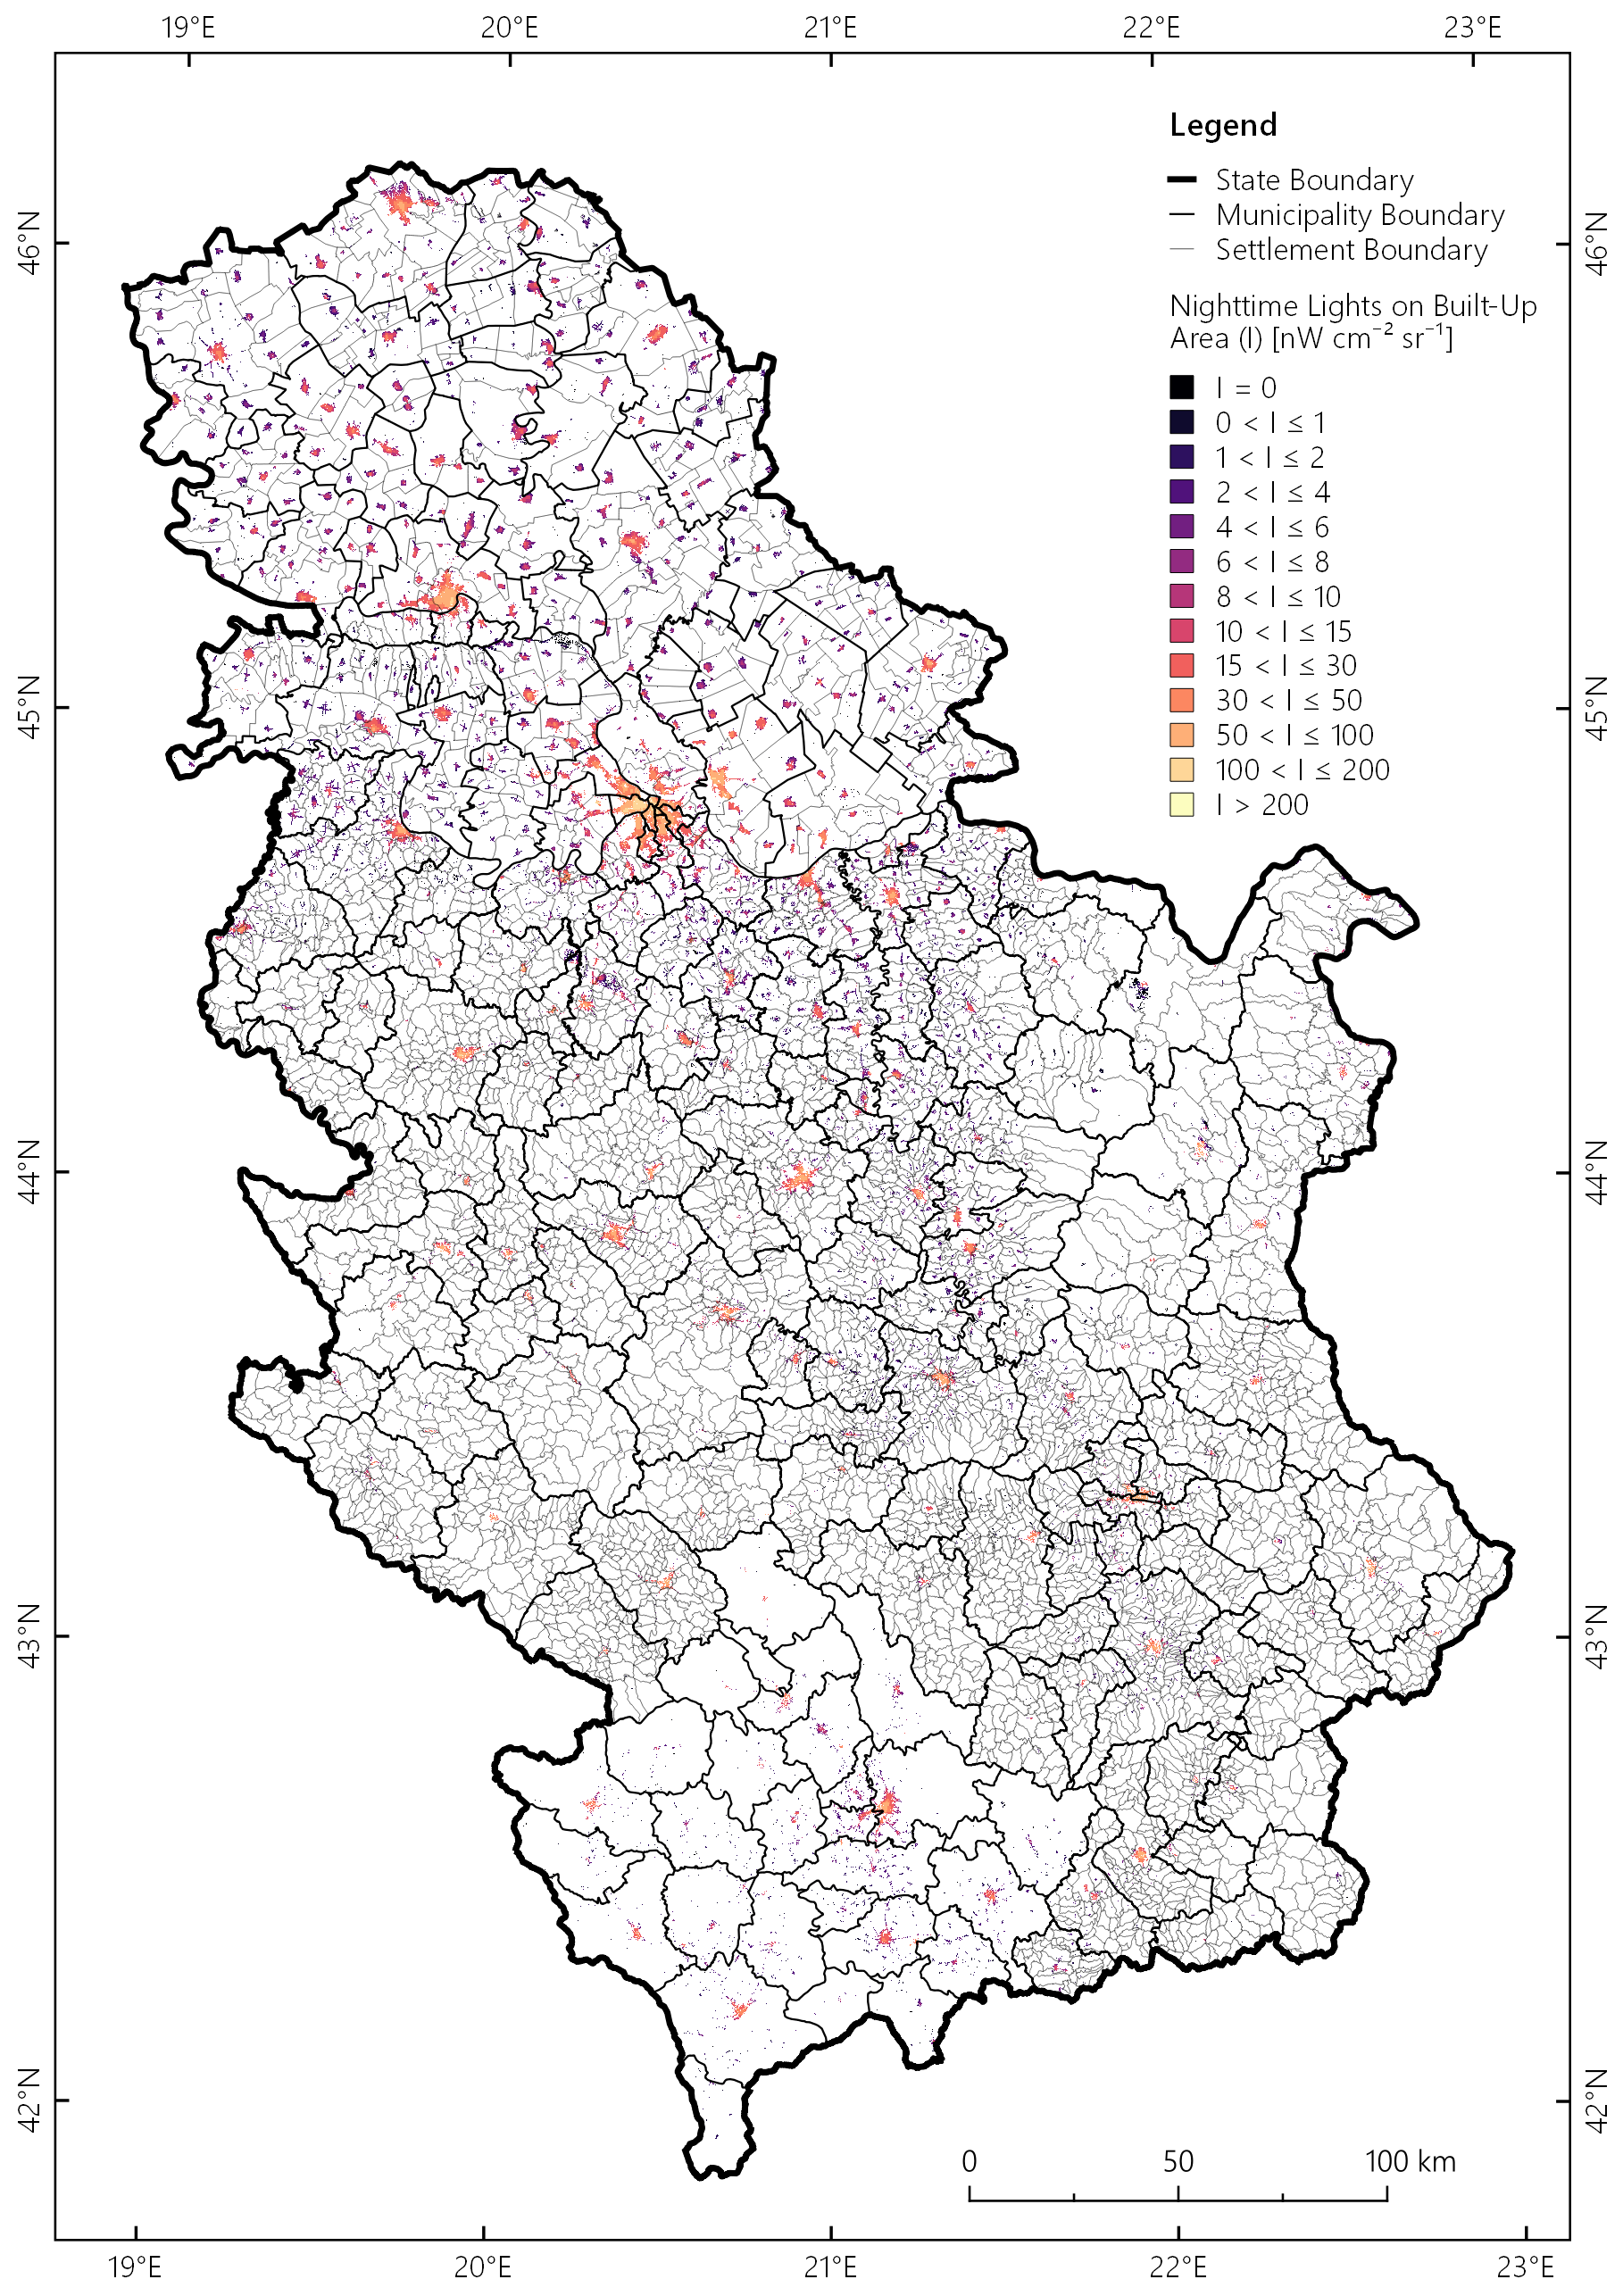 19°E 20°E 21°E 22°E 23°E
Legend
State Boundary
Municipality Boundary
Settlement Boundary
Nighttime Lights on Built-Up
Area (I) [nW cm⁻² sr⁻¹]
I = 0
0 < I ≤ 1
1 < I ≤ 2
2 < I ≤ 4
4 < I ≤ 6
6 < I ≤ 8
8 < I ≤ 10
10 < I ≤ 15
15 < I ≤ 30
30 < I ≤ 50
50 < I ≤ 100
100 < I ≤ 200
I > 200
46°N 46°N
45°N 45°N
44°N 44°N
43°N 43°N
42°N 42°N
0 50 100 km
19°E 20°E 21°E 22°E 23°E